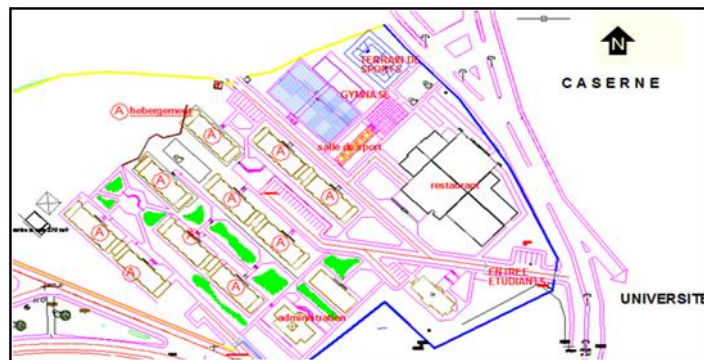 N
CASERNE
TERRAIN DE
SPORTS
GYMNASE
A hebergement
A
A
A
salle de sport
A
restaurant
A
A
A
A
A
A
ENTREE
ETUDIANTS
UNIVERSITE
administration